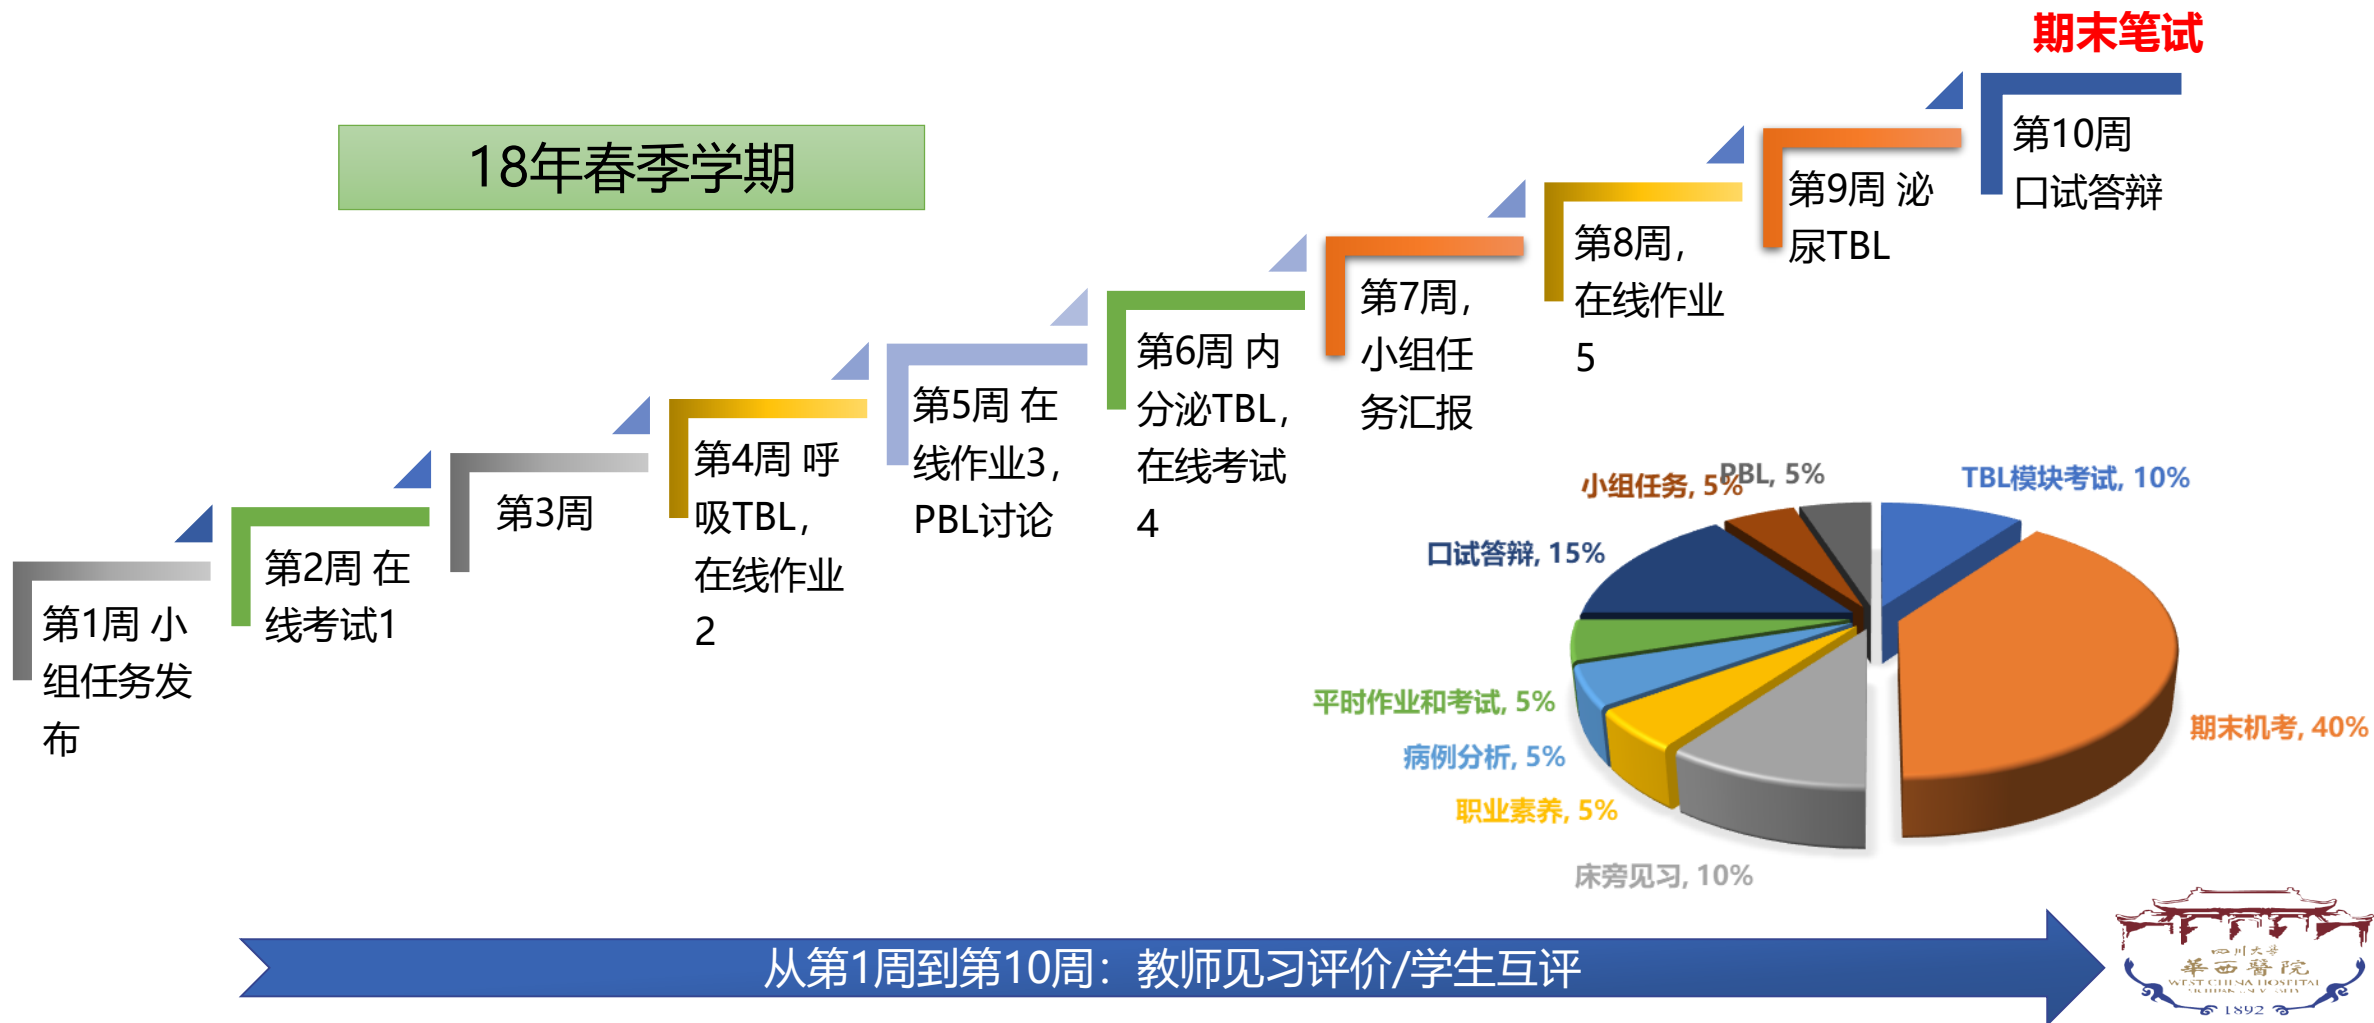 期末笔试
18年春季学期
第1周 小
组任务发
布
第2周 在
线考试1
第3周
第4周 呼
吸TBL，
在线作业
2
第5周 在
线作业3，
PBL讨论
第6周 内
分泌TBL，
在线考试
4
第7周，
小组任
务汇报
第8周，
在线作业
5
第9周 泌
尿TBL
第10周
口试答辩
小组任务, 5%
PBL, 5%
TBL模块考试, 10%
口试答辩, 15%
平时作业和考试, 5%
期末机考, 40%
病例分析, 5%
职业素养, 5%
床旁见习, 10%
从第1周到第10周：教师见习评价/学生互评
四川大学
華西醫院
WEST CHINA HOSPITAL
1892